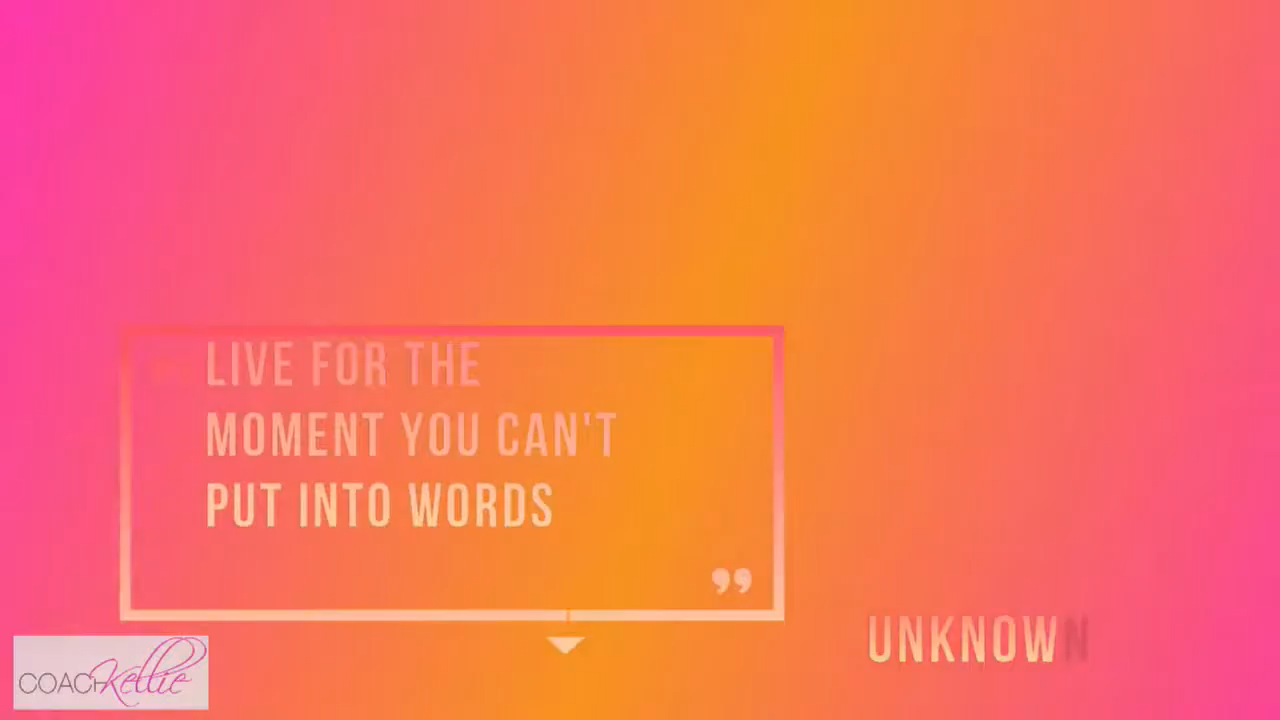 LIVE FOR THE
MOMENT YOU CAN'T
PUT INTO WORDS
”
UNKNOWN
COACH Kellie